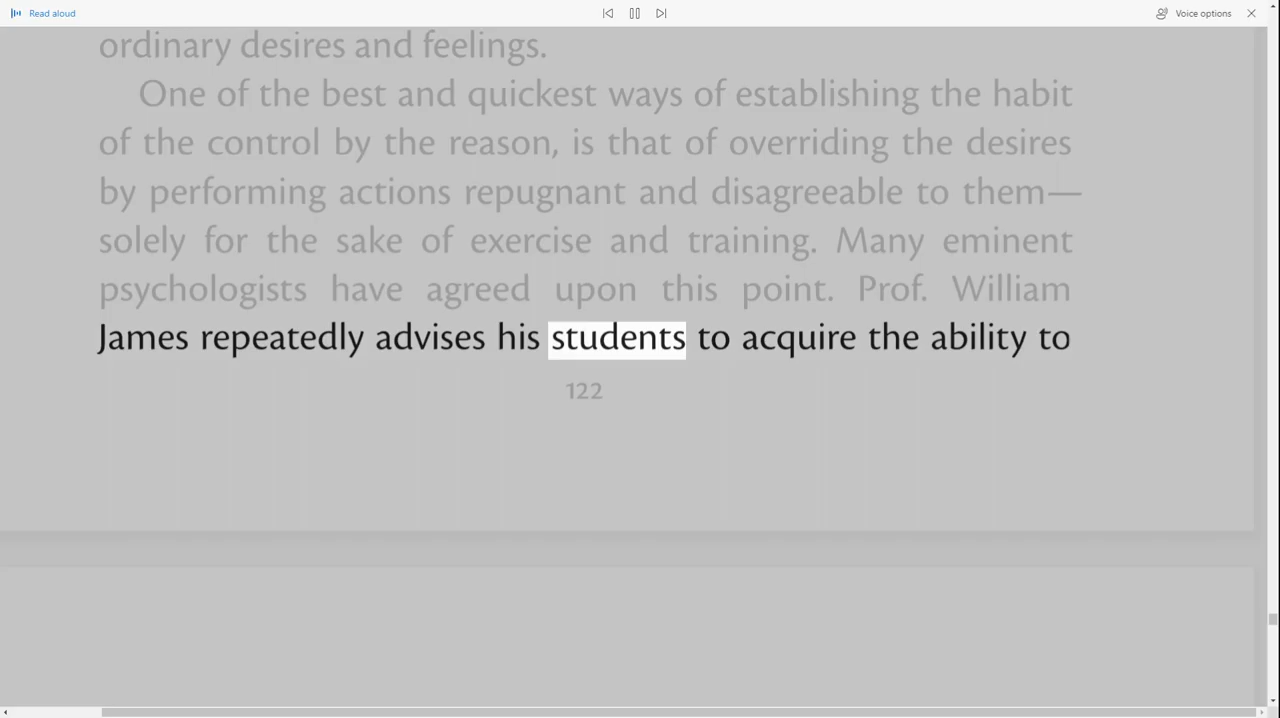 Read aloud
Voice options
ordinary desires and feelings.
One of the best and quickest ways of establishing the habit
of the control by the reason, is that of overriding the desires
by performing actions repugnant and disagreeable to them—
solely for the sake of exercise and training. Many eminent
psychologists have agreed upon this point. Prof. William
James repeatedly advises his students to acquire the ability to
122